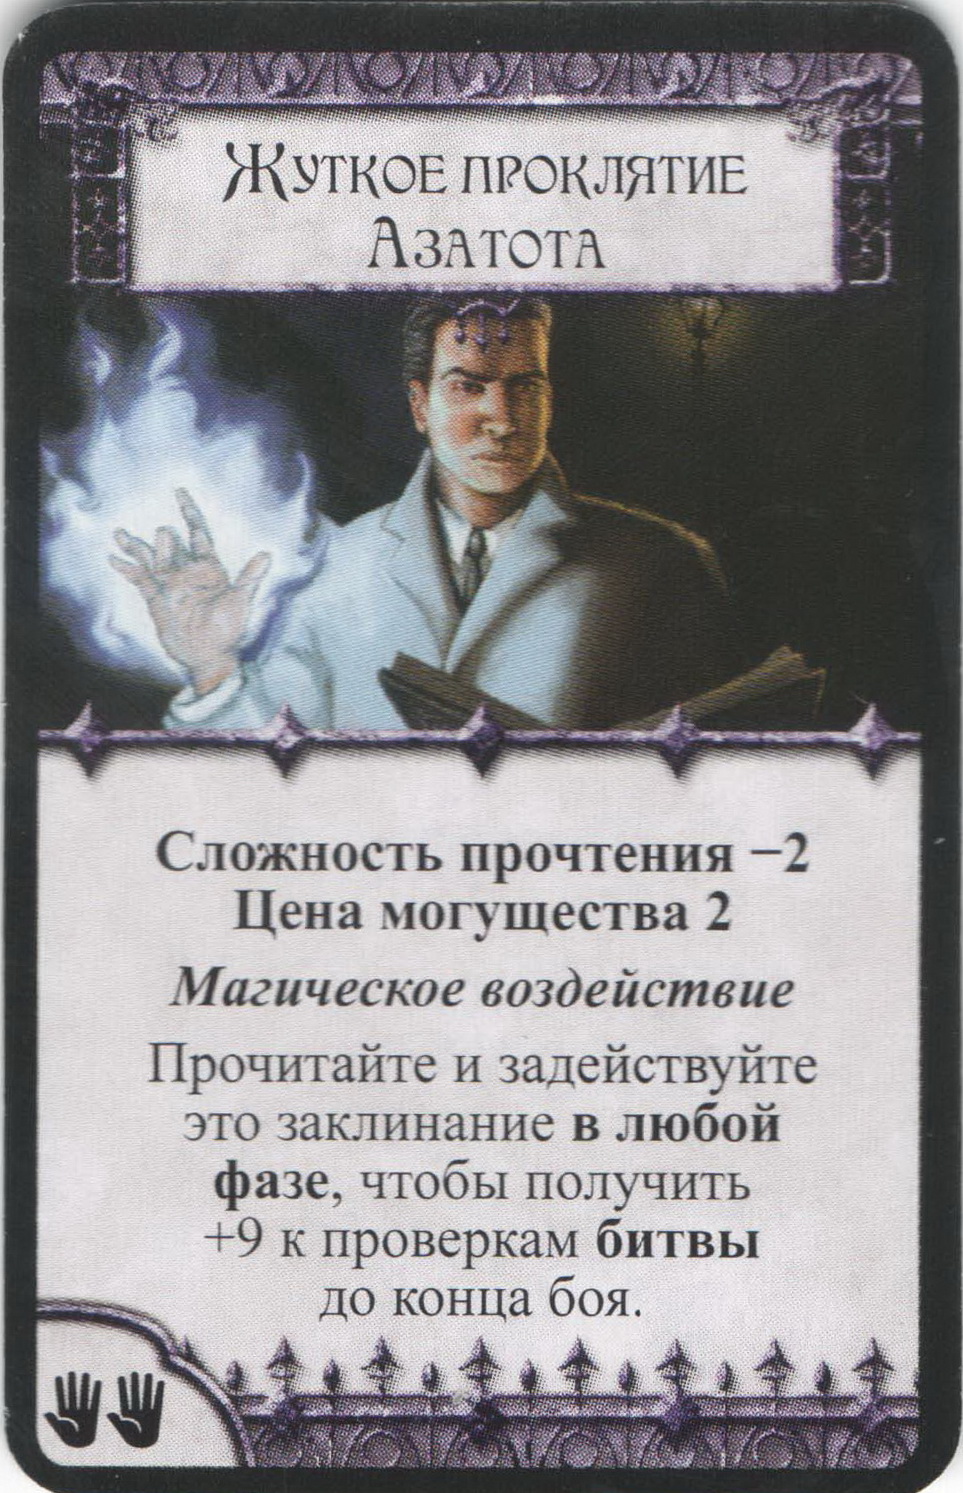 Жуткое проклятие
Азатота
Сложность прочтения −2
Цена могущества 2
Магическое воздействие
Прочитайте и задействуйте
это заклинание в любой
фазе, чтобы получить
+9 к проверкам битвы
до конца боя.